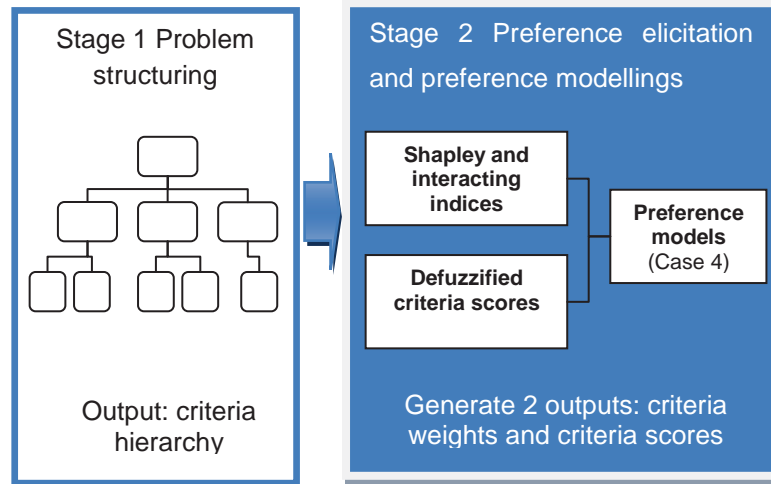 Stage 1 Problem
structuring
Output: criteria
hierarchy
Stage 2 Preference elicitation
and preference modellings
Shapley and
interacting
indices
Defuzzified
criteria scores
Preference
models
(Case 4)
Generate 2 outputs: criteria
weights and criteria scores